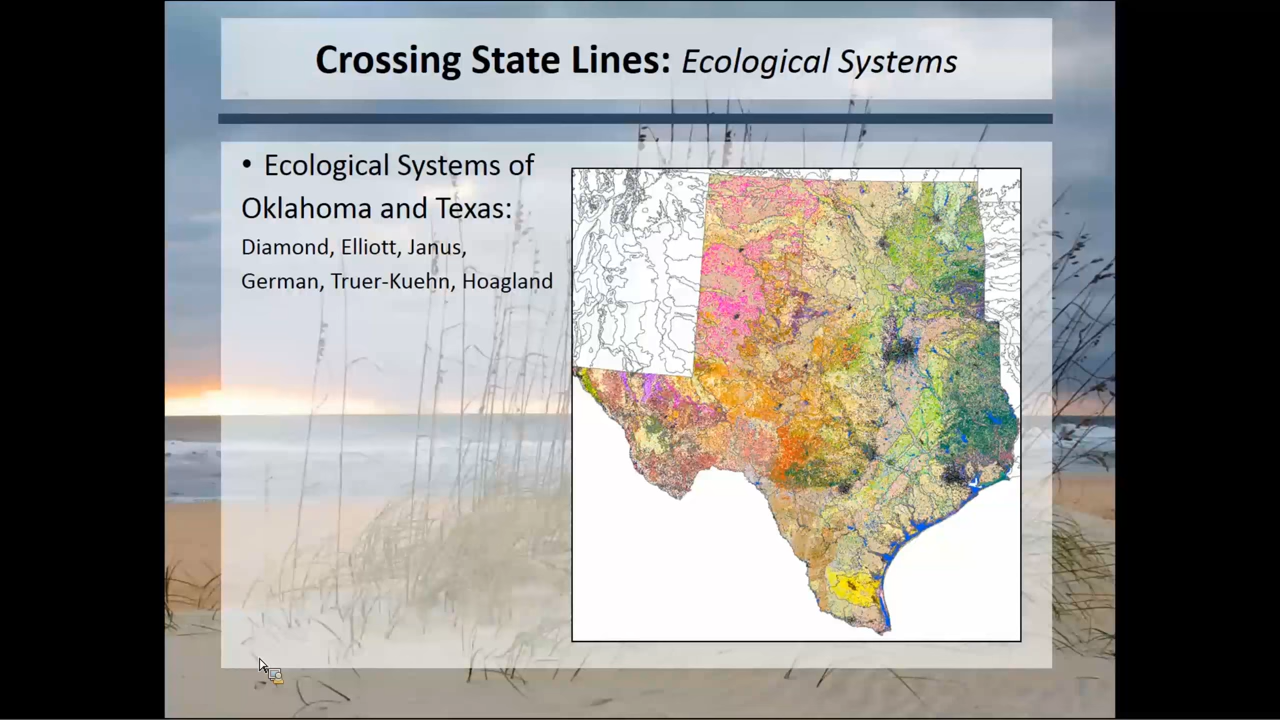 Crossing State Lines: Ecological Systems
• Ecological Systems of
Oklahoma and Texas:
Diamond, Elliott, Janus,
German, Truer-Kuehn, Hoagland